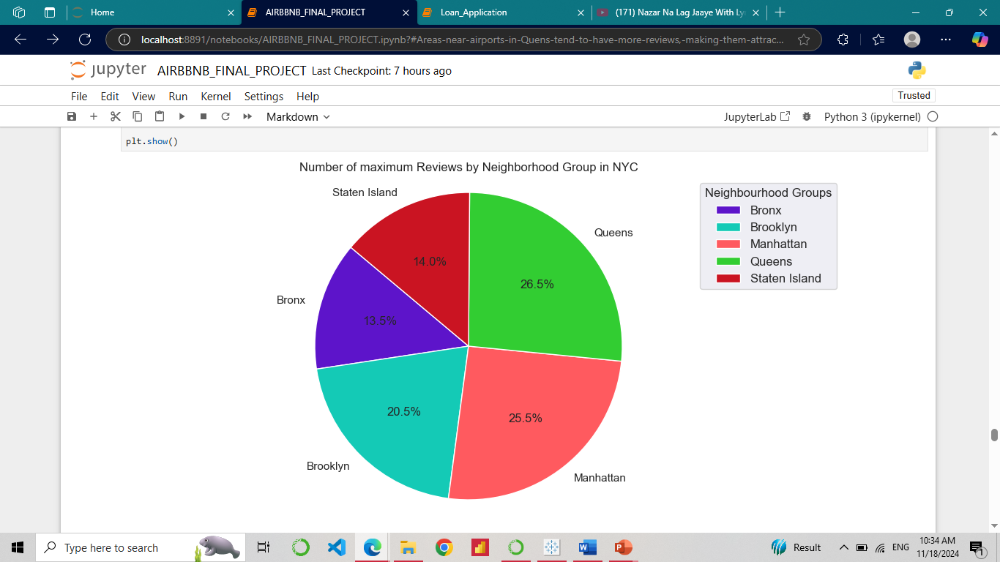 Home
AIRBBNB_FINAL_PROJECT
Loan_Application
(171) Nazar Na Lag Jaaye With Lyr
localhost:8891/notebooks/AIRBBNB_FINAL_PROJECT.ipynb?#Areas-near-airports-in-Quens-tend-to-have-more-reviews,-making-them-attrac...
jupyter AIRBBNB_FINAL_PROJECT Last Checkpoint: 7 hours ago
File Edit View Run Kernel Settings Help
Trusted
Markdown
JupyterLab
Python 3 (ipykernel)
plt.show()
Number of maximum Reviews by Neighborhood Group in NYC
Staten Island
Queens
14.0%
26.5%
Bronx
13.5%
20.5%
25.5%
Brooklyn
Manhattan
Neighbourhood Groups
Bronx
Brooklyn
Manhattan
Queens
Staten Island
Type here to search
Result
ENG
10:34 AM
11/18/2024
1